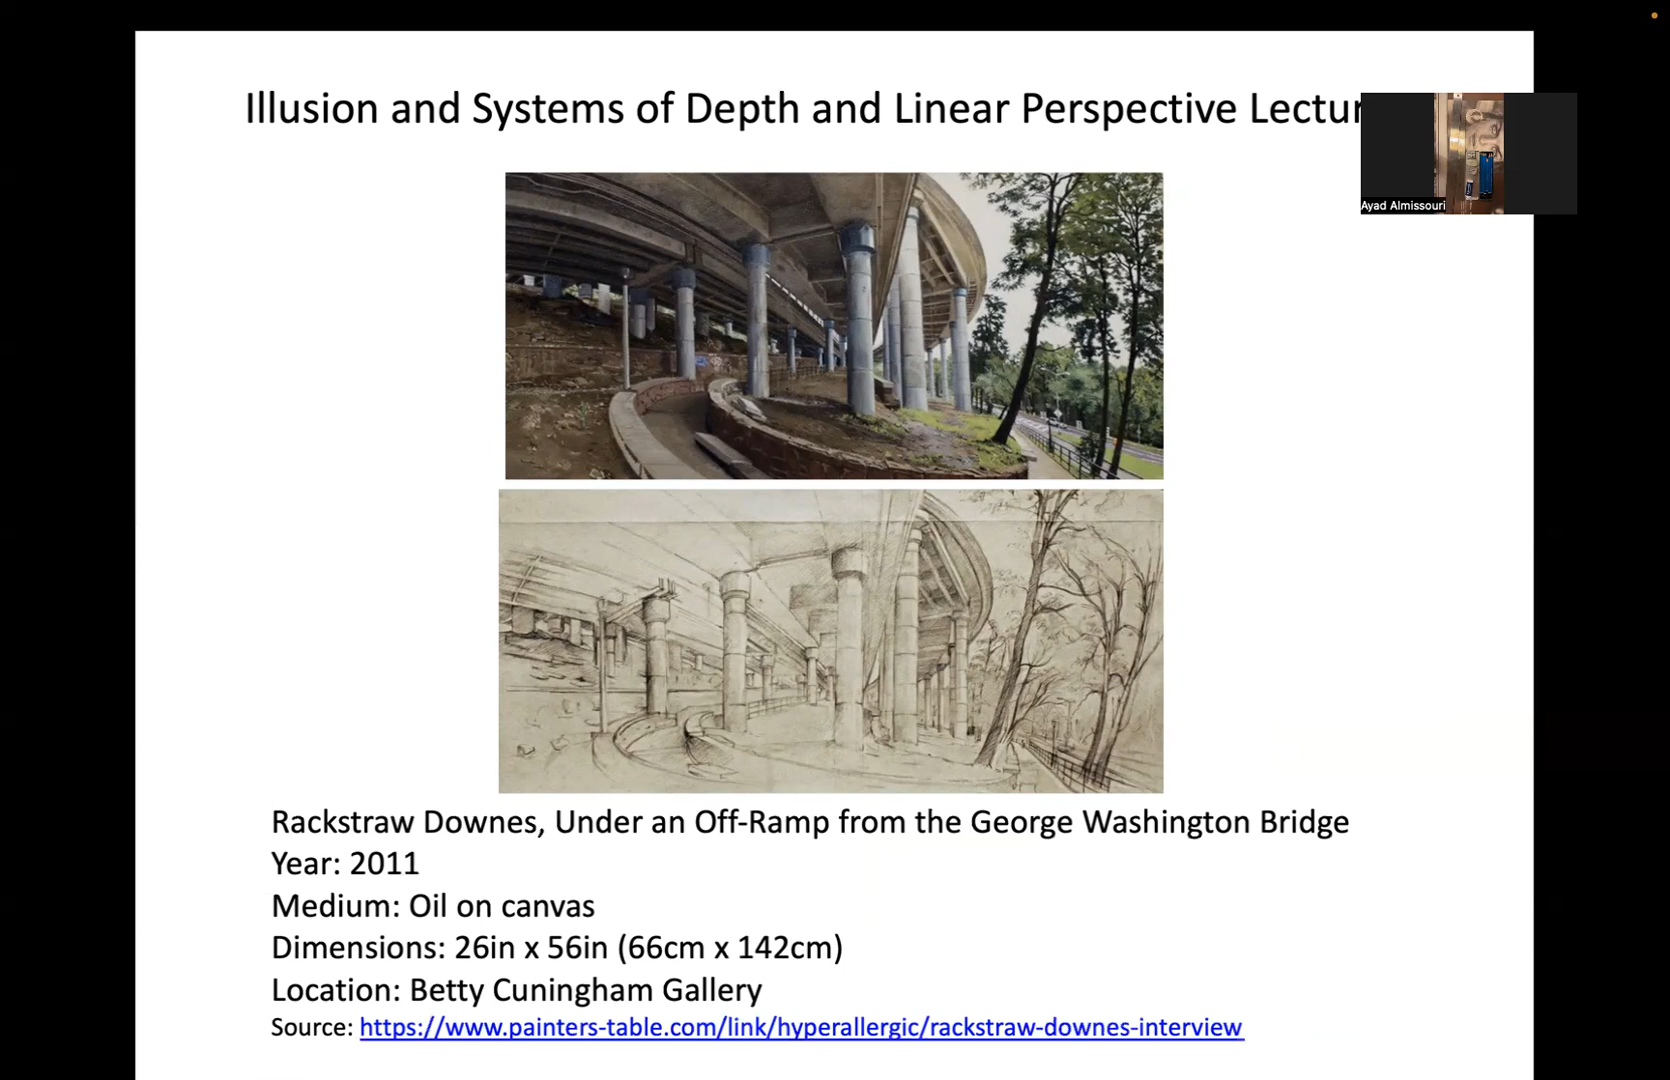 Illusion and Systems of Depth and Linear Perspective Lectur
Ayad Almissouri
Rackstraw Downes, Under an Off-Ramp from the George Washington Bridge
Year: 2011
Medium: Oil on canvas
Dimensions: 26in x 56in (66cm x 142cm)
Location: Betty Cuningham Gallery
Source: https://www.painters-table.com/link/hyperallergic/rackstraw-downes-interview